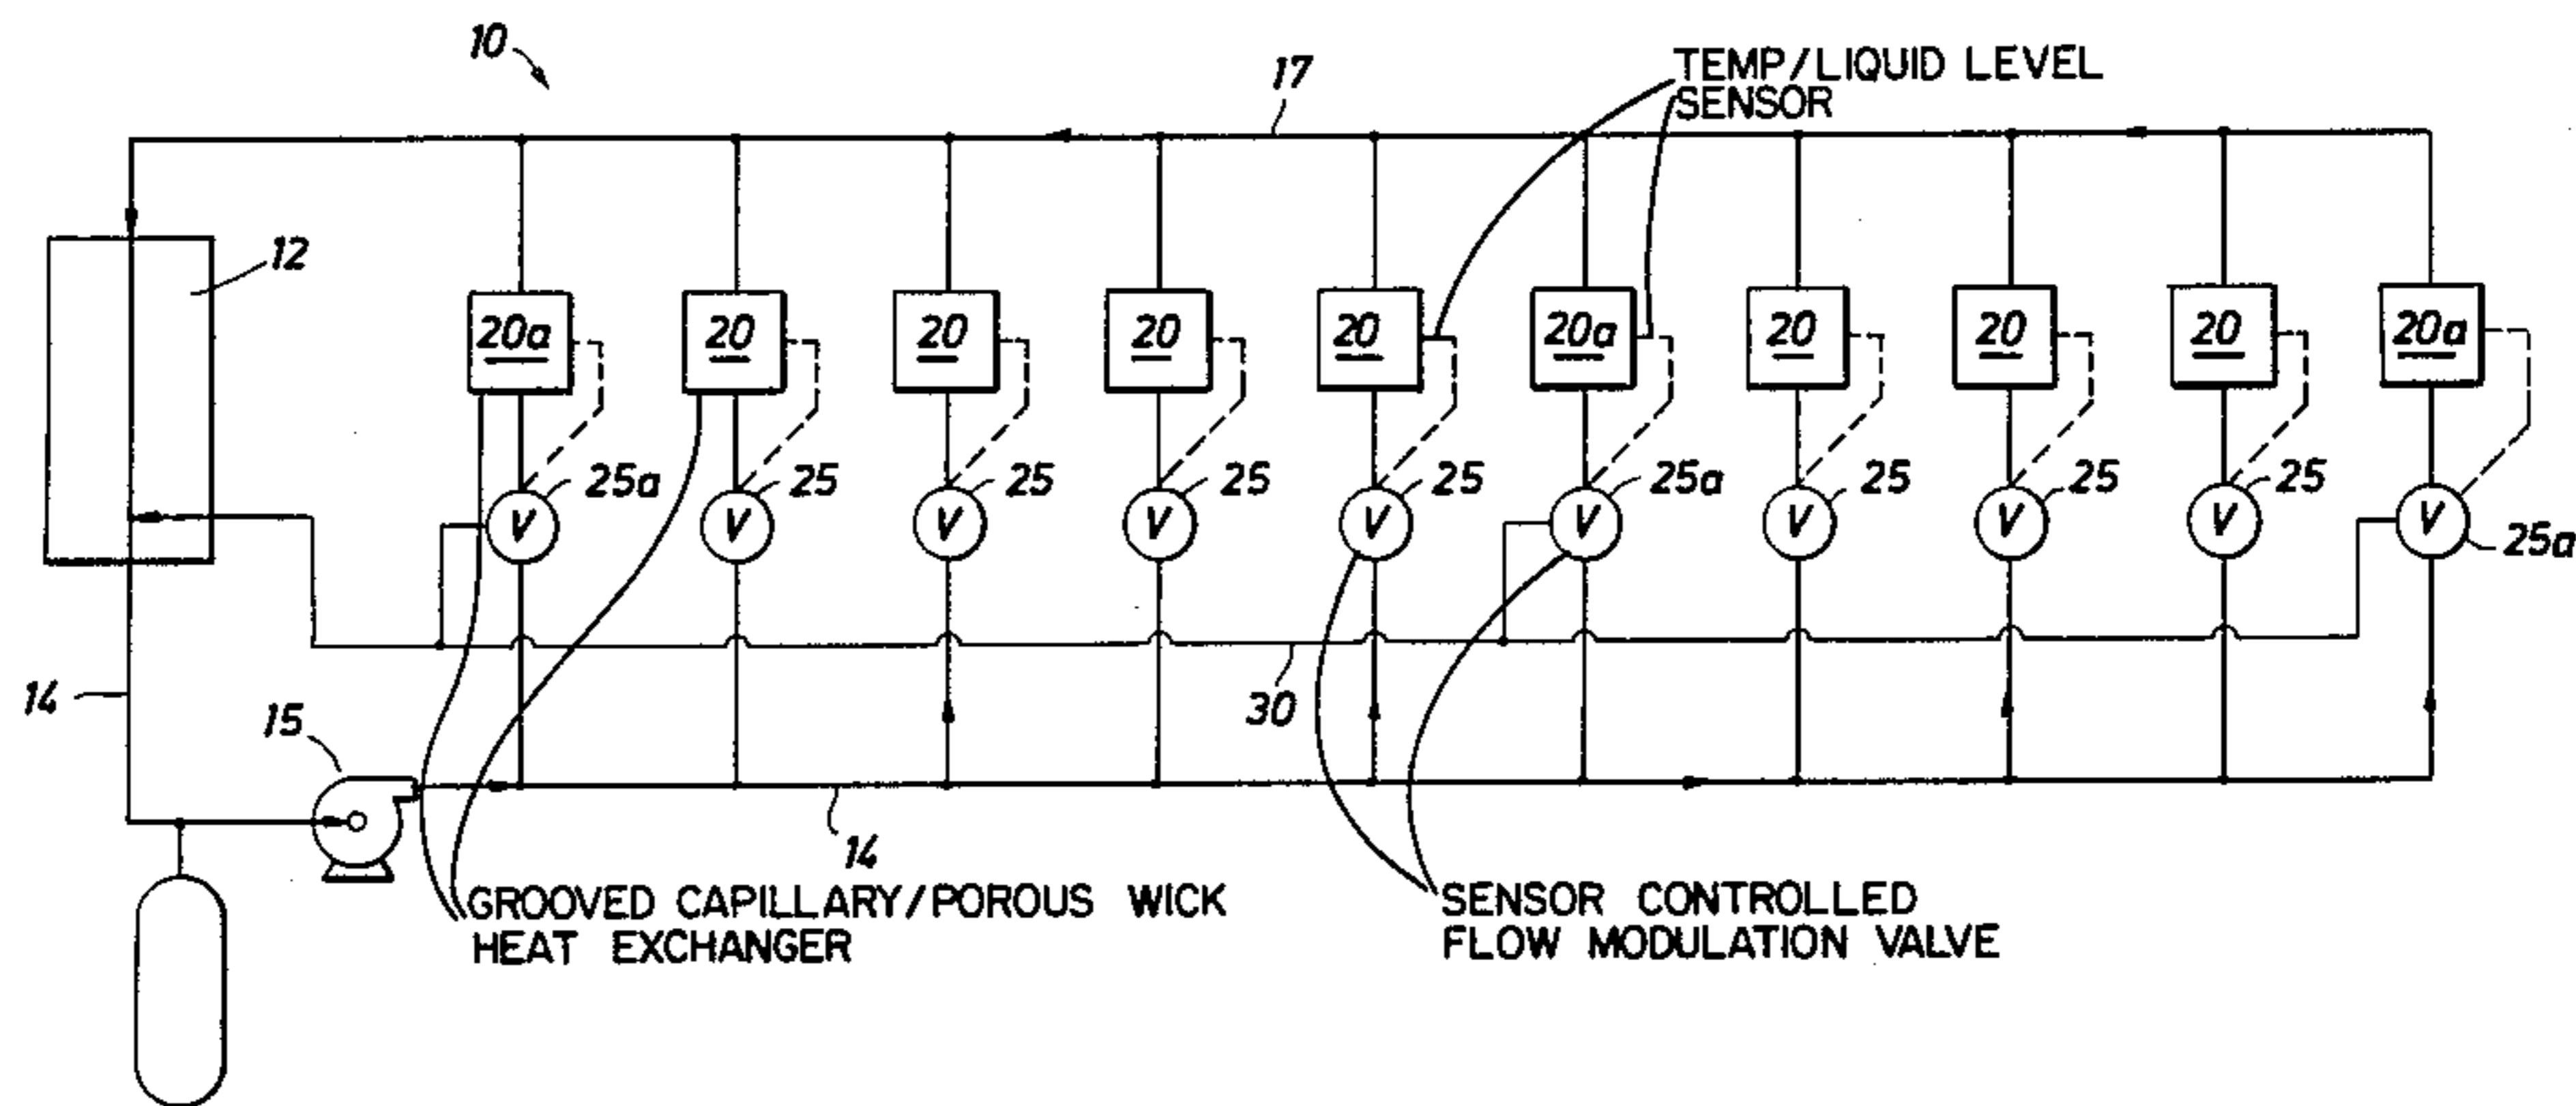 10
17
TEMP/LIQUID LEVEL
SENSOR
12
20a 20 20 20 20 20a 20 20 20 20a
25a 25 25 25 25 25a 25 25 25 25a
V V V V V V V V V V
14
15
30
14
GROOVED CAPILLARY/POROUS WICK
HEAT EXCHANGER
SENSOR CONTROLLED
FLOW MODULATION VALVE